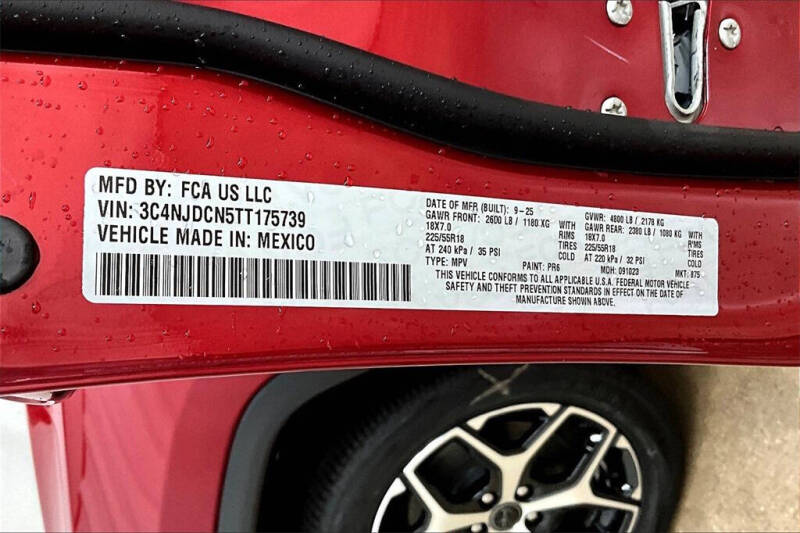 MFD BY: FCA US LLC
VIN: 3C4NJDCN5TT175739
VEHICLE MADE IN: MEXICO
DATE OF MFR (BUILT): 9-25 GVWR: 4800 LB / 2178 KG
GAWR FRONT: 2600 LB / 1180 KG WITH GAWR REAR: 2380 LB / 1080 KG WITH
18X7.0 RIMS 18X7.0 R'MS
225/55R18 TIRES 225/55R18 TIRES
AT 240 kPa / 35 PSI COLD AT 220 kPa / 32 PSI COLD
TYPE: MPV PAINT: PR6 MDH: 091023 MKT: 875
THIS VEHICLE CONFORMS TO ALL APPLICABLE U.S.A. FEDERAL MOTOR VEHICLE
SAFETY AND THEFT PREVENTION STANDARDS IN EFFECT ON THE DATE OF
MANUFACTURE SHOWN ABOVE.